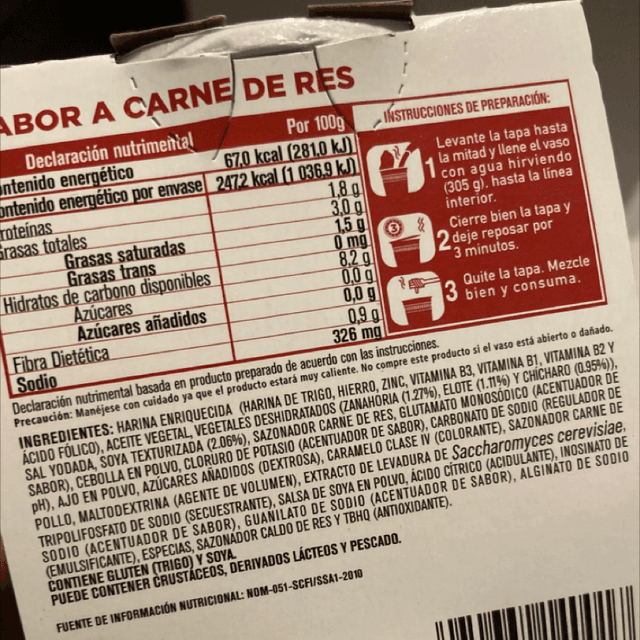 ABOR A CARNE DE RES
Declaración nutrimental Por 100g
ntenido energético 67,0 kcal (281,0 kJ)
ontenido energético por envase 247,2 kcal (1 036,9 kJ)
roteínas 1,8 g
Grasas totales 3,0 g
Grasas saturadas 1,5 g
Grasas trans 0 mg
Hidratos de carbono disponibles 8,2 g
Azúcares 0,0 g
Azúcares añadidos 0,0 g
Fibra Dietética 0,9 g
Sodio 326 mg
INSTRUCCIONES DE PREPARACIÓN:
1 Levante la tapa hasta
la mitad y llene el vaso
con agua hirviendo
(305 g), hasta la línea
interior.
2 Cierre bien la tapa y
deje reposar por
3 minutos.
3 Quite la tapa. Mezcle
bien y consuma.
Declaración nutrimental basada en producto preparado de acuerdo con las instrucciones.
Precaución: Manéjese con cuidado ya que el producto estará muy caliente. No compre este producto si el vaso está abierto o dañado.
INGREDIENTES: HARINA ENRIQUECIDA (HARINA DE TRIGO, HIERRO, ZINC, VITAMINA B3, VITAMINA B1, VITAMINA B2 Y
ÁCIDO FÓLICO), ACEITE VEGETAL, VEGETALES DESHIDRATADOS (ZANAHORIA (1.27%), ELOTE (1.11%) Y CHÍCHARO (0.95%)),
SAL YODADA, SOYA TEXTURIZADA (2.06%), SAZONADOR CARNE DE RES, GLUTAMATO MONOSÓDICO (ACENTUADOR DE
SABOR), CEBOLLA EN POLVO, CLORURO DE POTASIO (ACENTUADOR DE SABOR), CARBONATO DE SODIO (REGULADOR DE
pH), AJO EN POLVO, AZÚCARES AÑADIDOS (DEXTROSA), CARAMELO CLASE IV (COLORANTE), SAZONADOR CARNE DE
POLLO, MALTODEXTRINA (AGENTE DE VOLUMEN), EXTRACTO DE LEVADURA DE Saccharomyces cerevisiae,
TRIPOLIFOSFATO DE SODIO (SECUESTRANTE), SALSA DE SOYA EN POLVO, ÁCIDO CÍTRICO (ACIDULANTE), INOSINATO DE
SODIO (ACENTUADOR DE SABOR), GUANILATO DE SODIO (ACENTUADOR DE SABOR), ALGINATO DE SODIO
(EMULSIFICANTE), ESPECIAS, SAZONADOR CALDO DE RES Y TBHQ (ANTIOXIDANTE).
CONTIENE GLUTEN (TRIGO) Y SOYA.
PUEDE CONTENER CRUSTÁCEOS, DERIVADOS LÁCTEOS Y PESCADO.
FUENTE DE INFORMACIÓN NUTRICIONAL: NOM-051-SCFI/SSA1-2010